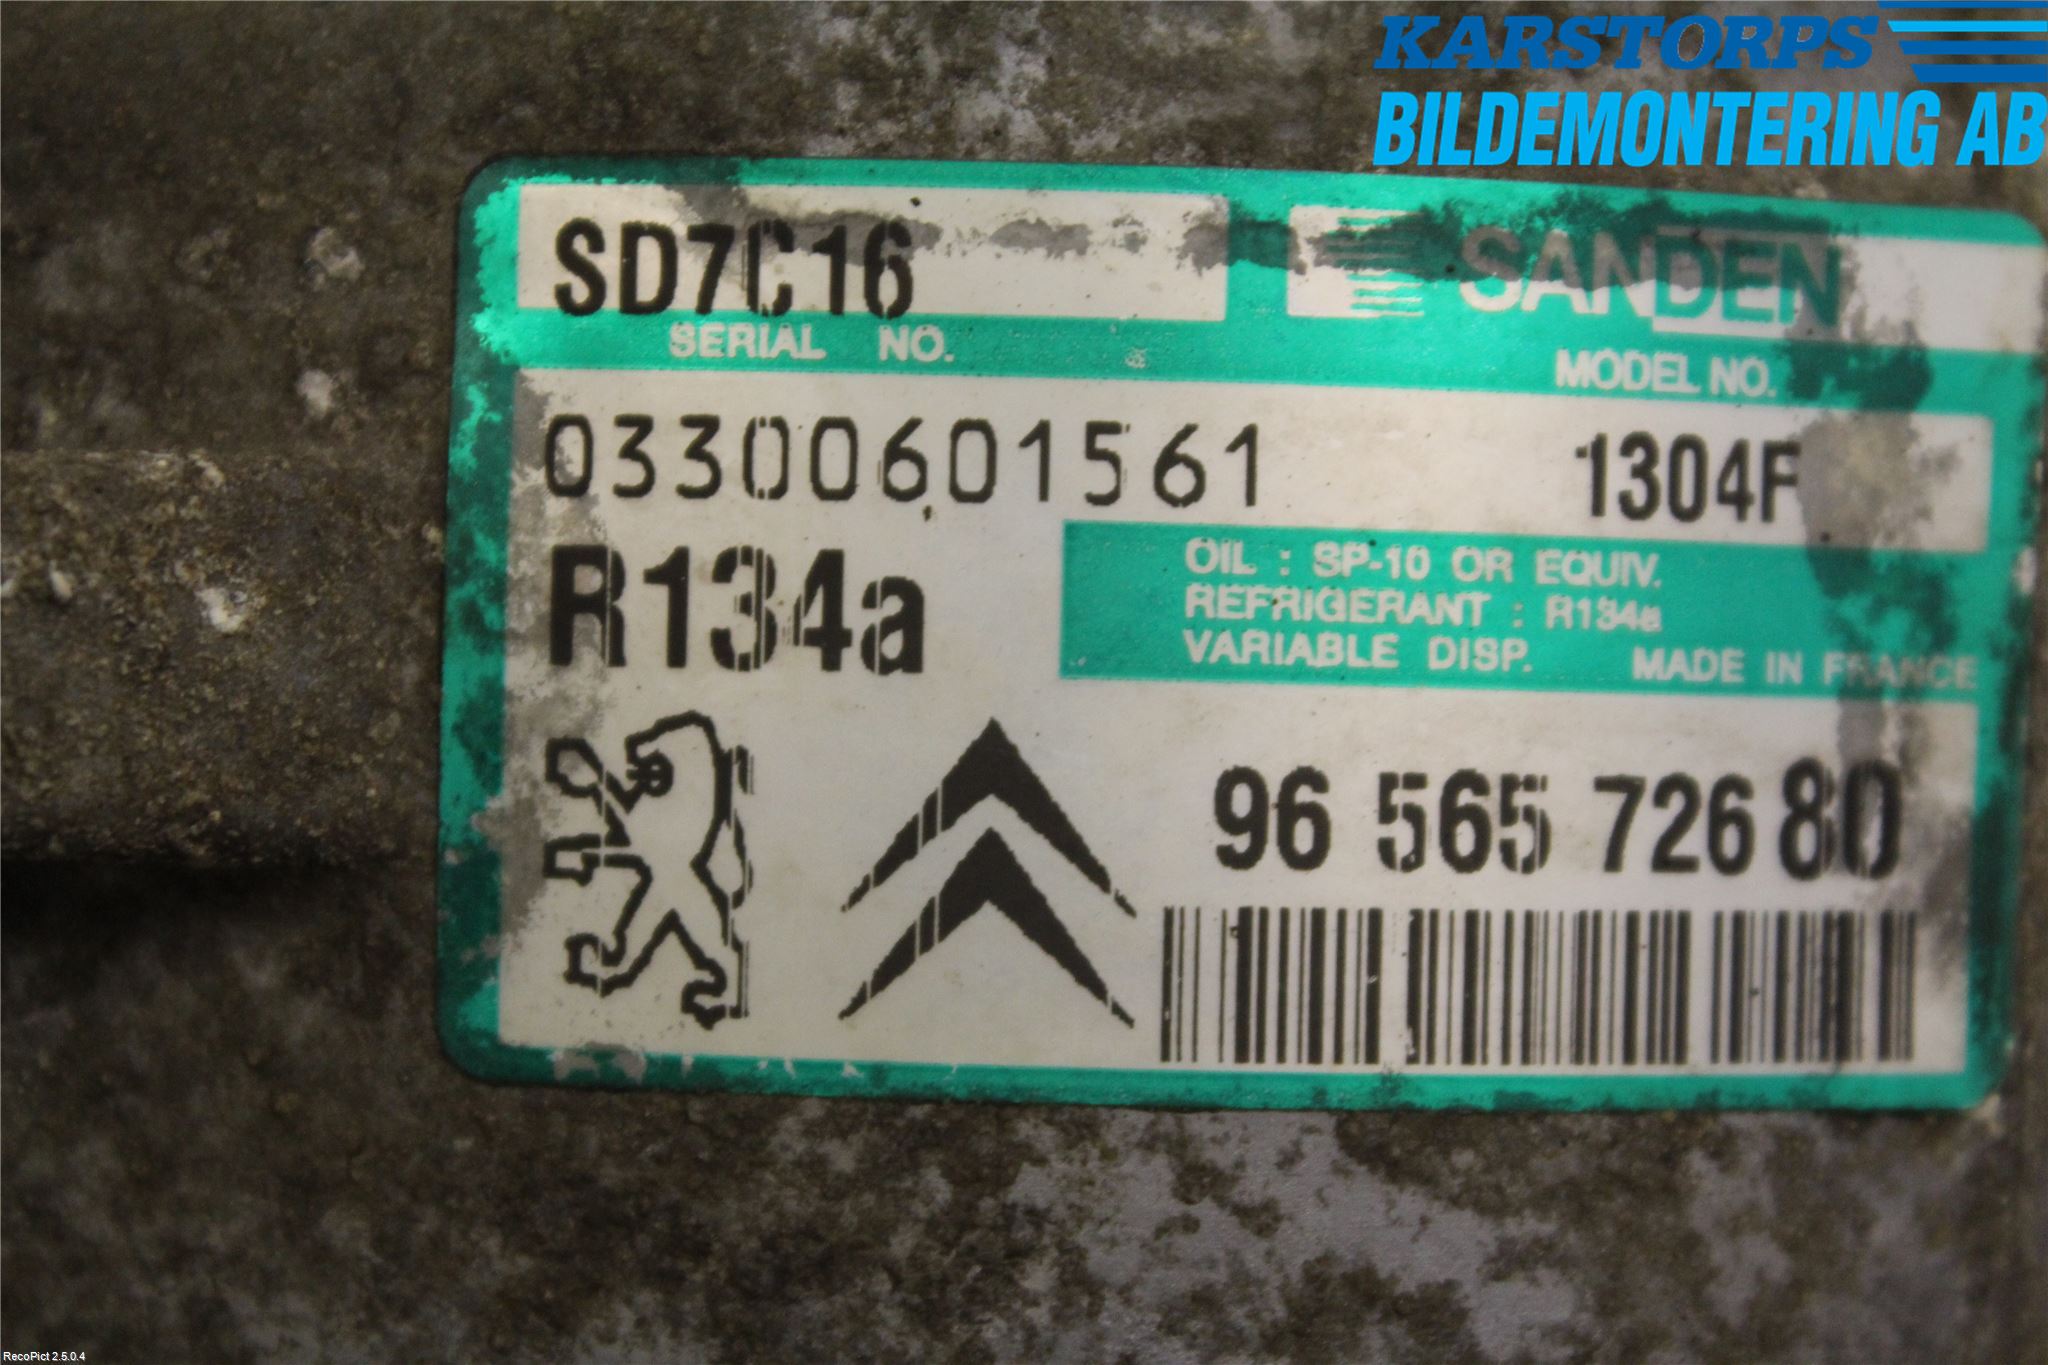 KARSTORPS
BILDEMONTERING AB
SD7C16
SANDEN
SERIAL NO.
MODEL NO.
03300601561
1304F
R134a
OIL : SP-10 OR EQUIV.
REFRIGERANT : R134a
VARIABLE DISP. MADE IN FRANCE
96 565 726 80
RecoPict 2.5.0.4